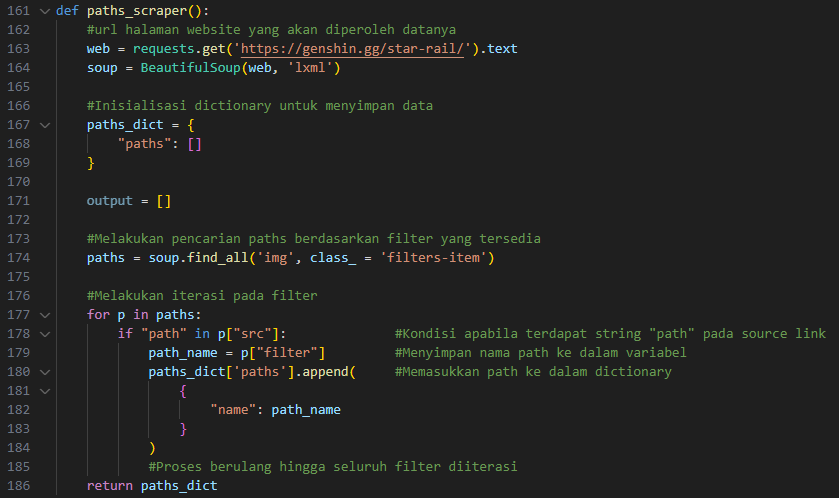 161 def paths_scraper():
162     #url halaman website yang akan diperoleh datanya
163     web = requests.get('https://genshin.gg/star-rail/').text
164     soup = BeautifulSoup(web, 'lxml')
165
166     #Inisialisasi dictionary untuk menyimpan data
167     paths_dict = {
168         "paths": []
169     }
170
171     output = []
172
173     #Melakukan pencarian paths berdasarkan filter yang tersedia
174     paths = soup.find_all('img', class_ = 'filters-item')
175
176     #Melakukan iterasi pada filter
177     for p in paths:
178         if "path" in p["src"]:              #Kondisi apabila terdapat string "path" pada source link
179             path_name = p["filter"]         #Menyimpan nama path ke dalam variabel
180             paths_dict['paths'].append(     #Memasukkan path ke dalam dictionary
181                 {
182                     "name": path_name
183                 }
184             )
185             #Proses berulang hingga seluruh filter diiterasi
186     return paths_dict